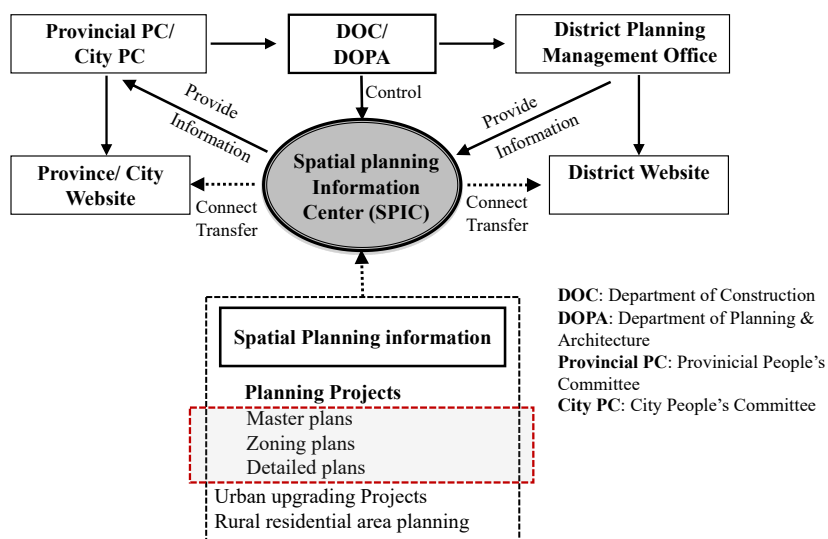 Provincial PC/
City PC
DOC/
DOPA
District Planning
Management Office
Provide
Information
Control
Provide
Information
Province/ City
Website
Spatial planning
Information
Center (SPIC)
District Website
Connect
Transfer
Connect
Transfer
Spatial Planning information
Planning Projects
Master plans
Zoning plans
Detailed plans
Urban upgrading Projects
Rural residential area planning
DOC: Department of Construction
DOPA: Department of Planning &
Architecture
Provincial PC: Provinicial People's
Committee
City PC: City People's Committee